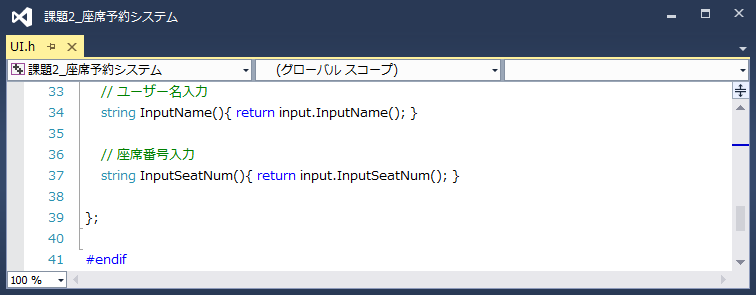 課題2_座席予約システム
UI.h
課題2_座席予約システム
(グローバル スコープ)
33 // ユーザー名入力
34 string InputName(){ return input.InputName(); }
35
36 // 座席番号入力
37 string InputSeatNum(){ return input.InputSeatNum(); }
38
39 };
40
41 #endif
100 %